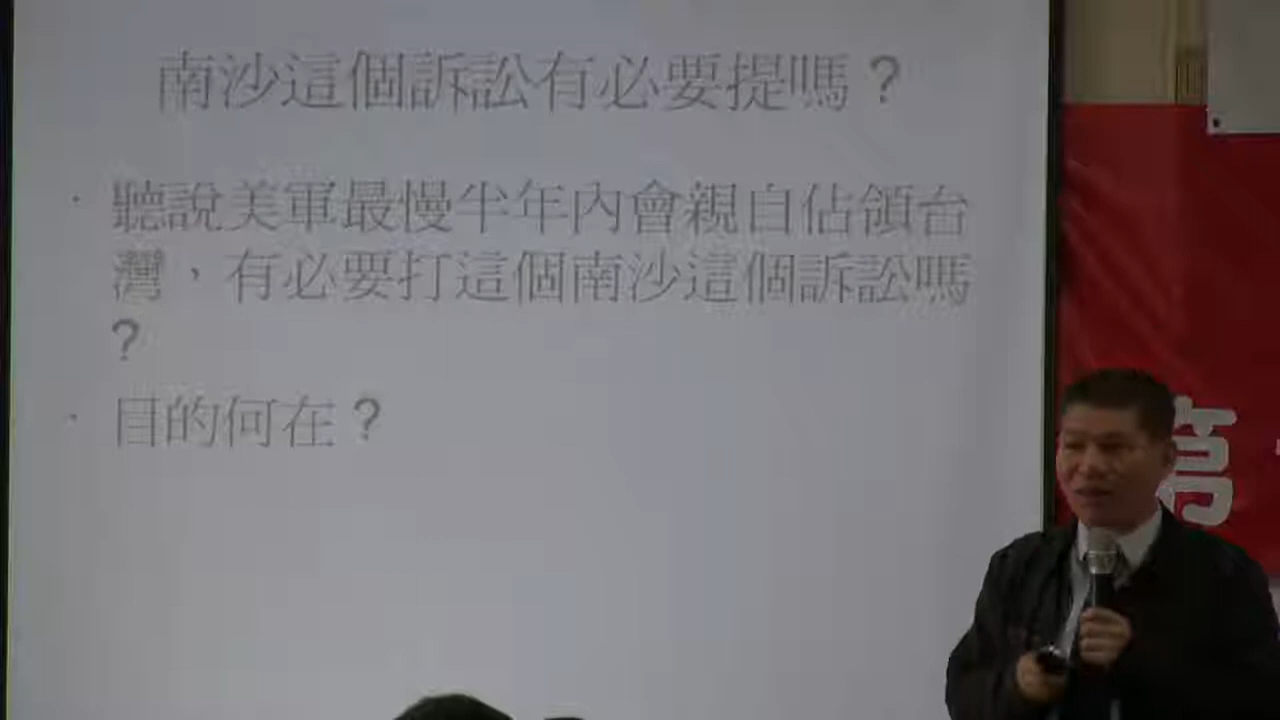 南沙這個訴訟有必要提嗎？
· 聽說美軍最慢半年內會親自佔領台
灣，有必要打這個南沙這個訴訟嗎
？
· 目的何在？
第